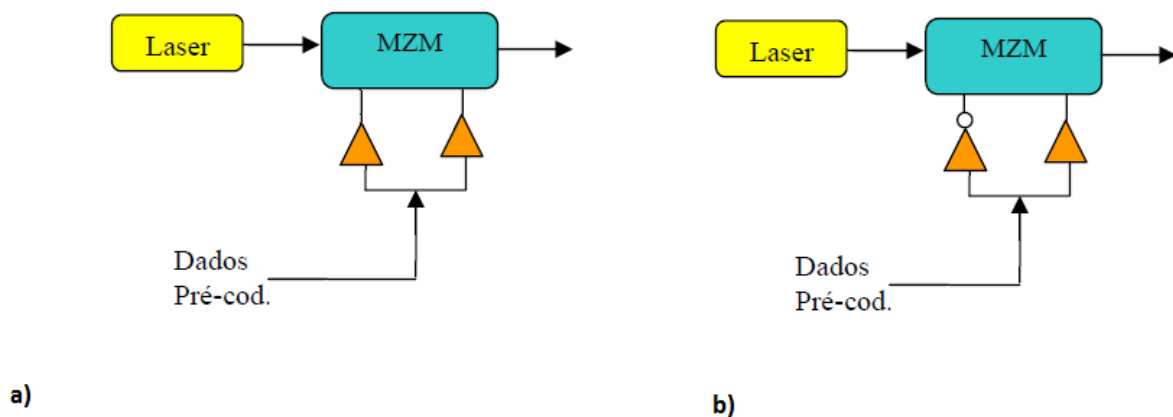 Laser
MZM
Dados
Pré-cod.
a)
Laser
MZM
Dados
Pré-cod.
b)